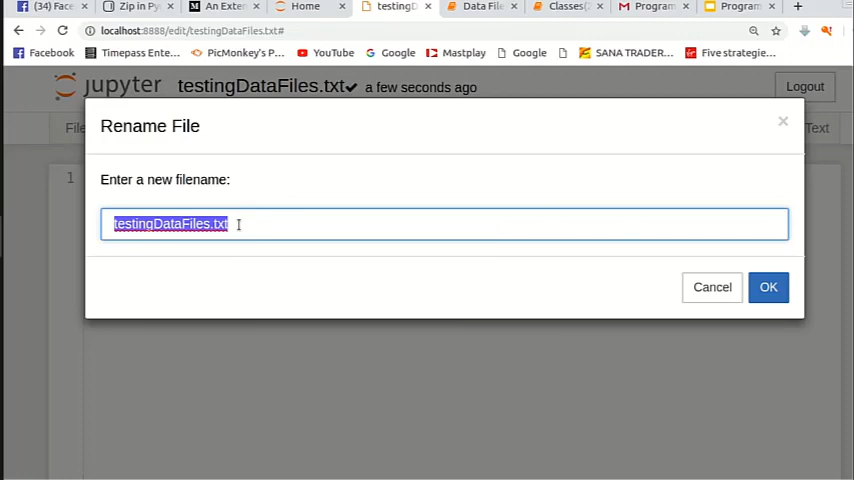 (34) Face
Zip in Py
An Exten
Home
testingD
Data File
Classes(
Program
Program
localhost:8888/edit/testingDataFiles.txt#
Facebook
Timepass Ente...
PicMonkey's P...
YouTube
Google
Mastplay
Google
SANA TRADER...
Five strategie...
jupyter testingDataFiles.txt a few seconds ago
Logout
File
Text
1
Rename File
×
Enter a new filename:
testingDataFiles.txt
Cancel
OK